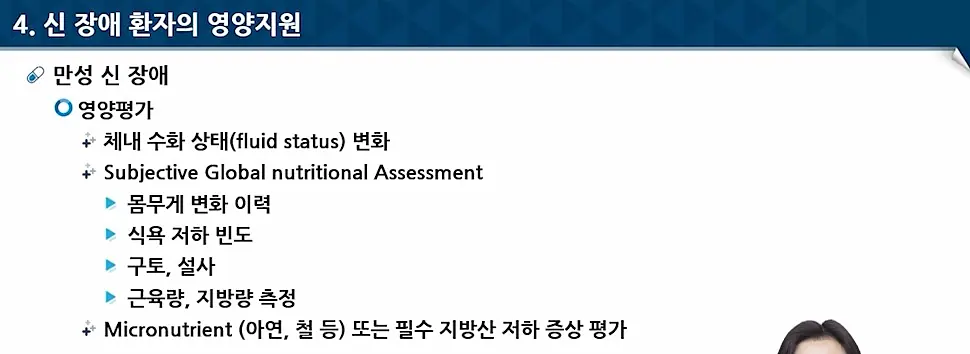 4. 신 장애 환자의 영양지원
만성 신 장애
영양평가
체내 수화 상태(fluid status) 변화
Subjective Global nutritional Assessment
몸무게 변화 이력
식욕 저하 빈도
구토, 설사
근육량, 지방량 측정
Micronutrient (아연, 철 등) 또는 필수 지방산 저하 증상 평가